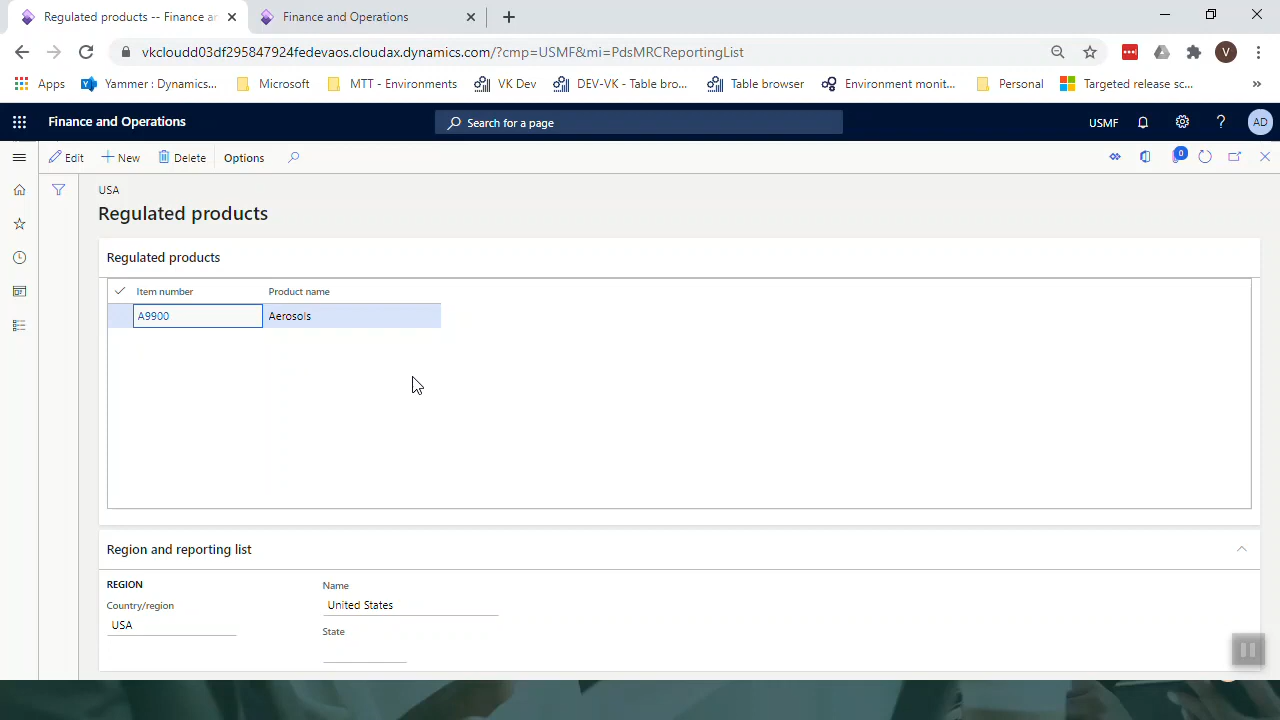 Regulated products -- Finance ar
Finance and Operations
vkcloudd03df295847924fedevaos.cloudax.dynamics.com/?cmp=USMF&mi=PdsMRCReportingList
V
Apps Yammer : Dynamics... Microsoft MTT - Environments VK Dev DEV-VK - Table bro... Table browser Environment monit... Personal Targeted release sc... »
Finance and Operations
Search for a page
USMF
?
AD
Edit New Delete Options
0
USA
Regulated products
Regulated products
Item number Product name
A9900 Aerosols
Region and reporting list
REGION
Name
Country/region
United States
USA
State